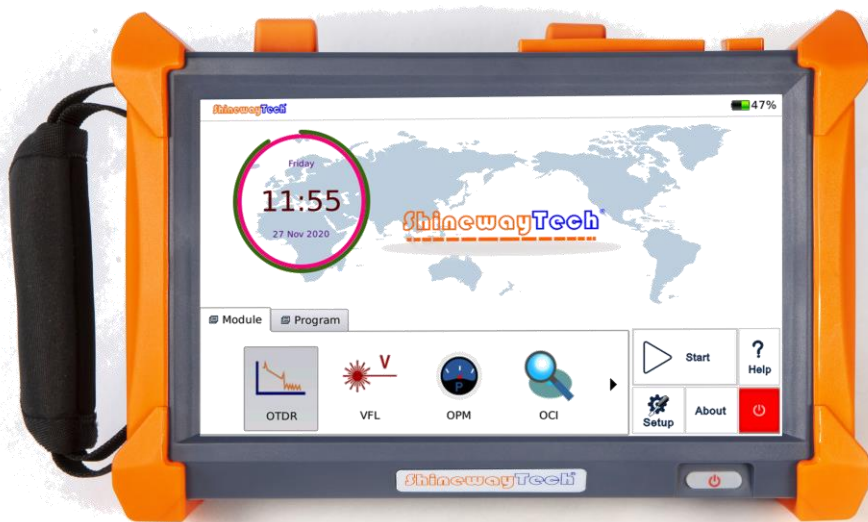 ShinewayTech
47%
Friday
11:55
27 Nov 2020
ShinewayTech
Module
Program
V
P
OTDR
VFL
OPM
OCI
Start
?
Help
Setup
About
ShinewayTech